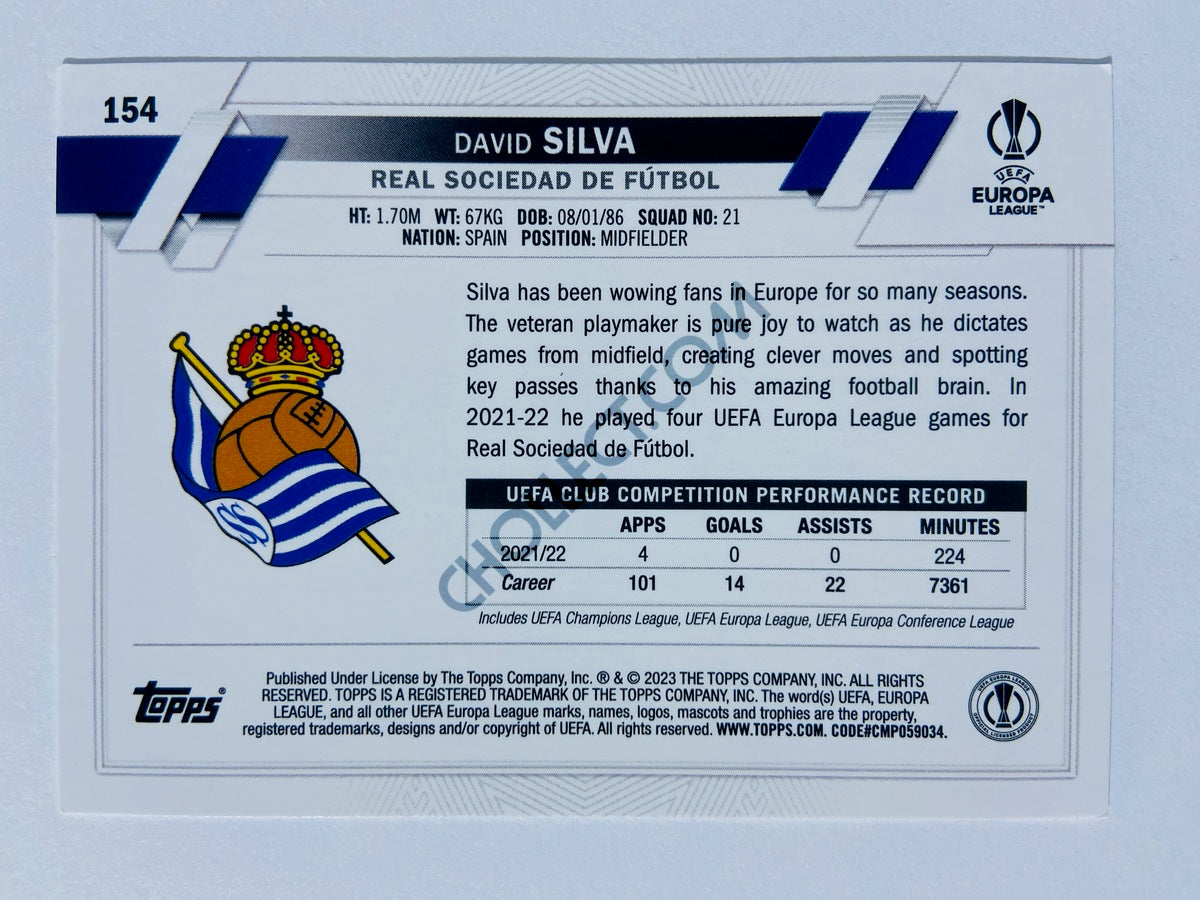 154
DAVID SILVA
REAL SOCIEDAD DE FÚTBOL
HT: 1.70M WT: 67KG DOB: 08/01/86 SQUAD NO: 21
NATION: SPAIN POSITION: MIDFIELDER
UEFA
EUROPA
LEAGUE™
Silva has been wowing fans in Europe for so many seasons.
The veteran playmaker is pure joy to watch as he dictates
games from midfield, creating clever moves and spotting
key passes thanks to his amazing football brain. In
2021-22 he played four UEFA Europa League games for
Real Sociedad de Fútbol.
UEFA CLUB COMPETITION PERFORMANCE RECORD
APPS GOALS ASSISTS MINUTES
2021/22 4 0 0 224
Career 101 14 22 7361
Includes UEFA Champions League, UEFA Europa League, UEFA Europa Conference League
CHOLLECT.COM
Topps®
Published Under License by The Topps Company, Inc. ® & © 2023 THE TOPPS COMPANY, INC. ALL RIGHTS
RESERVED. TOPPS IS A REGISTERED TRADEMARK OF THE TOPPS COMPANY, INC. The word(s) UEFA, EUROPA
LEAGUE, and all other UEFA Europa League marks, names, logos, mascots and trophies are the property,
registered trademarks, designs and/or copyright of UEFA. All rights reserved. WWW.TOPPS.COM. CODE#CMP059034.
UEFA EUROPA LEAGUE
OFFICIAL LICENSED PRODUCT